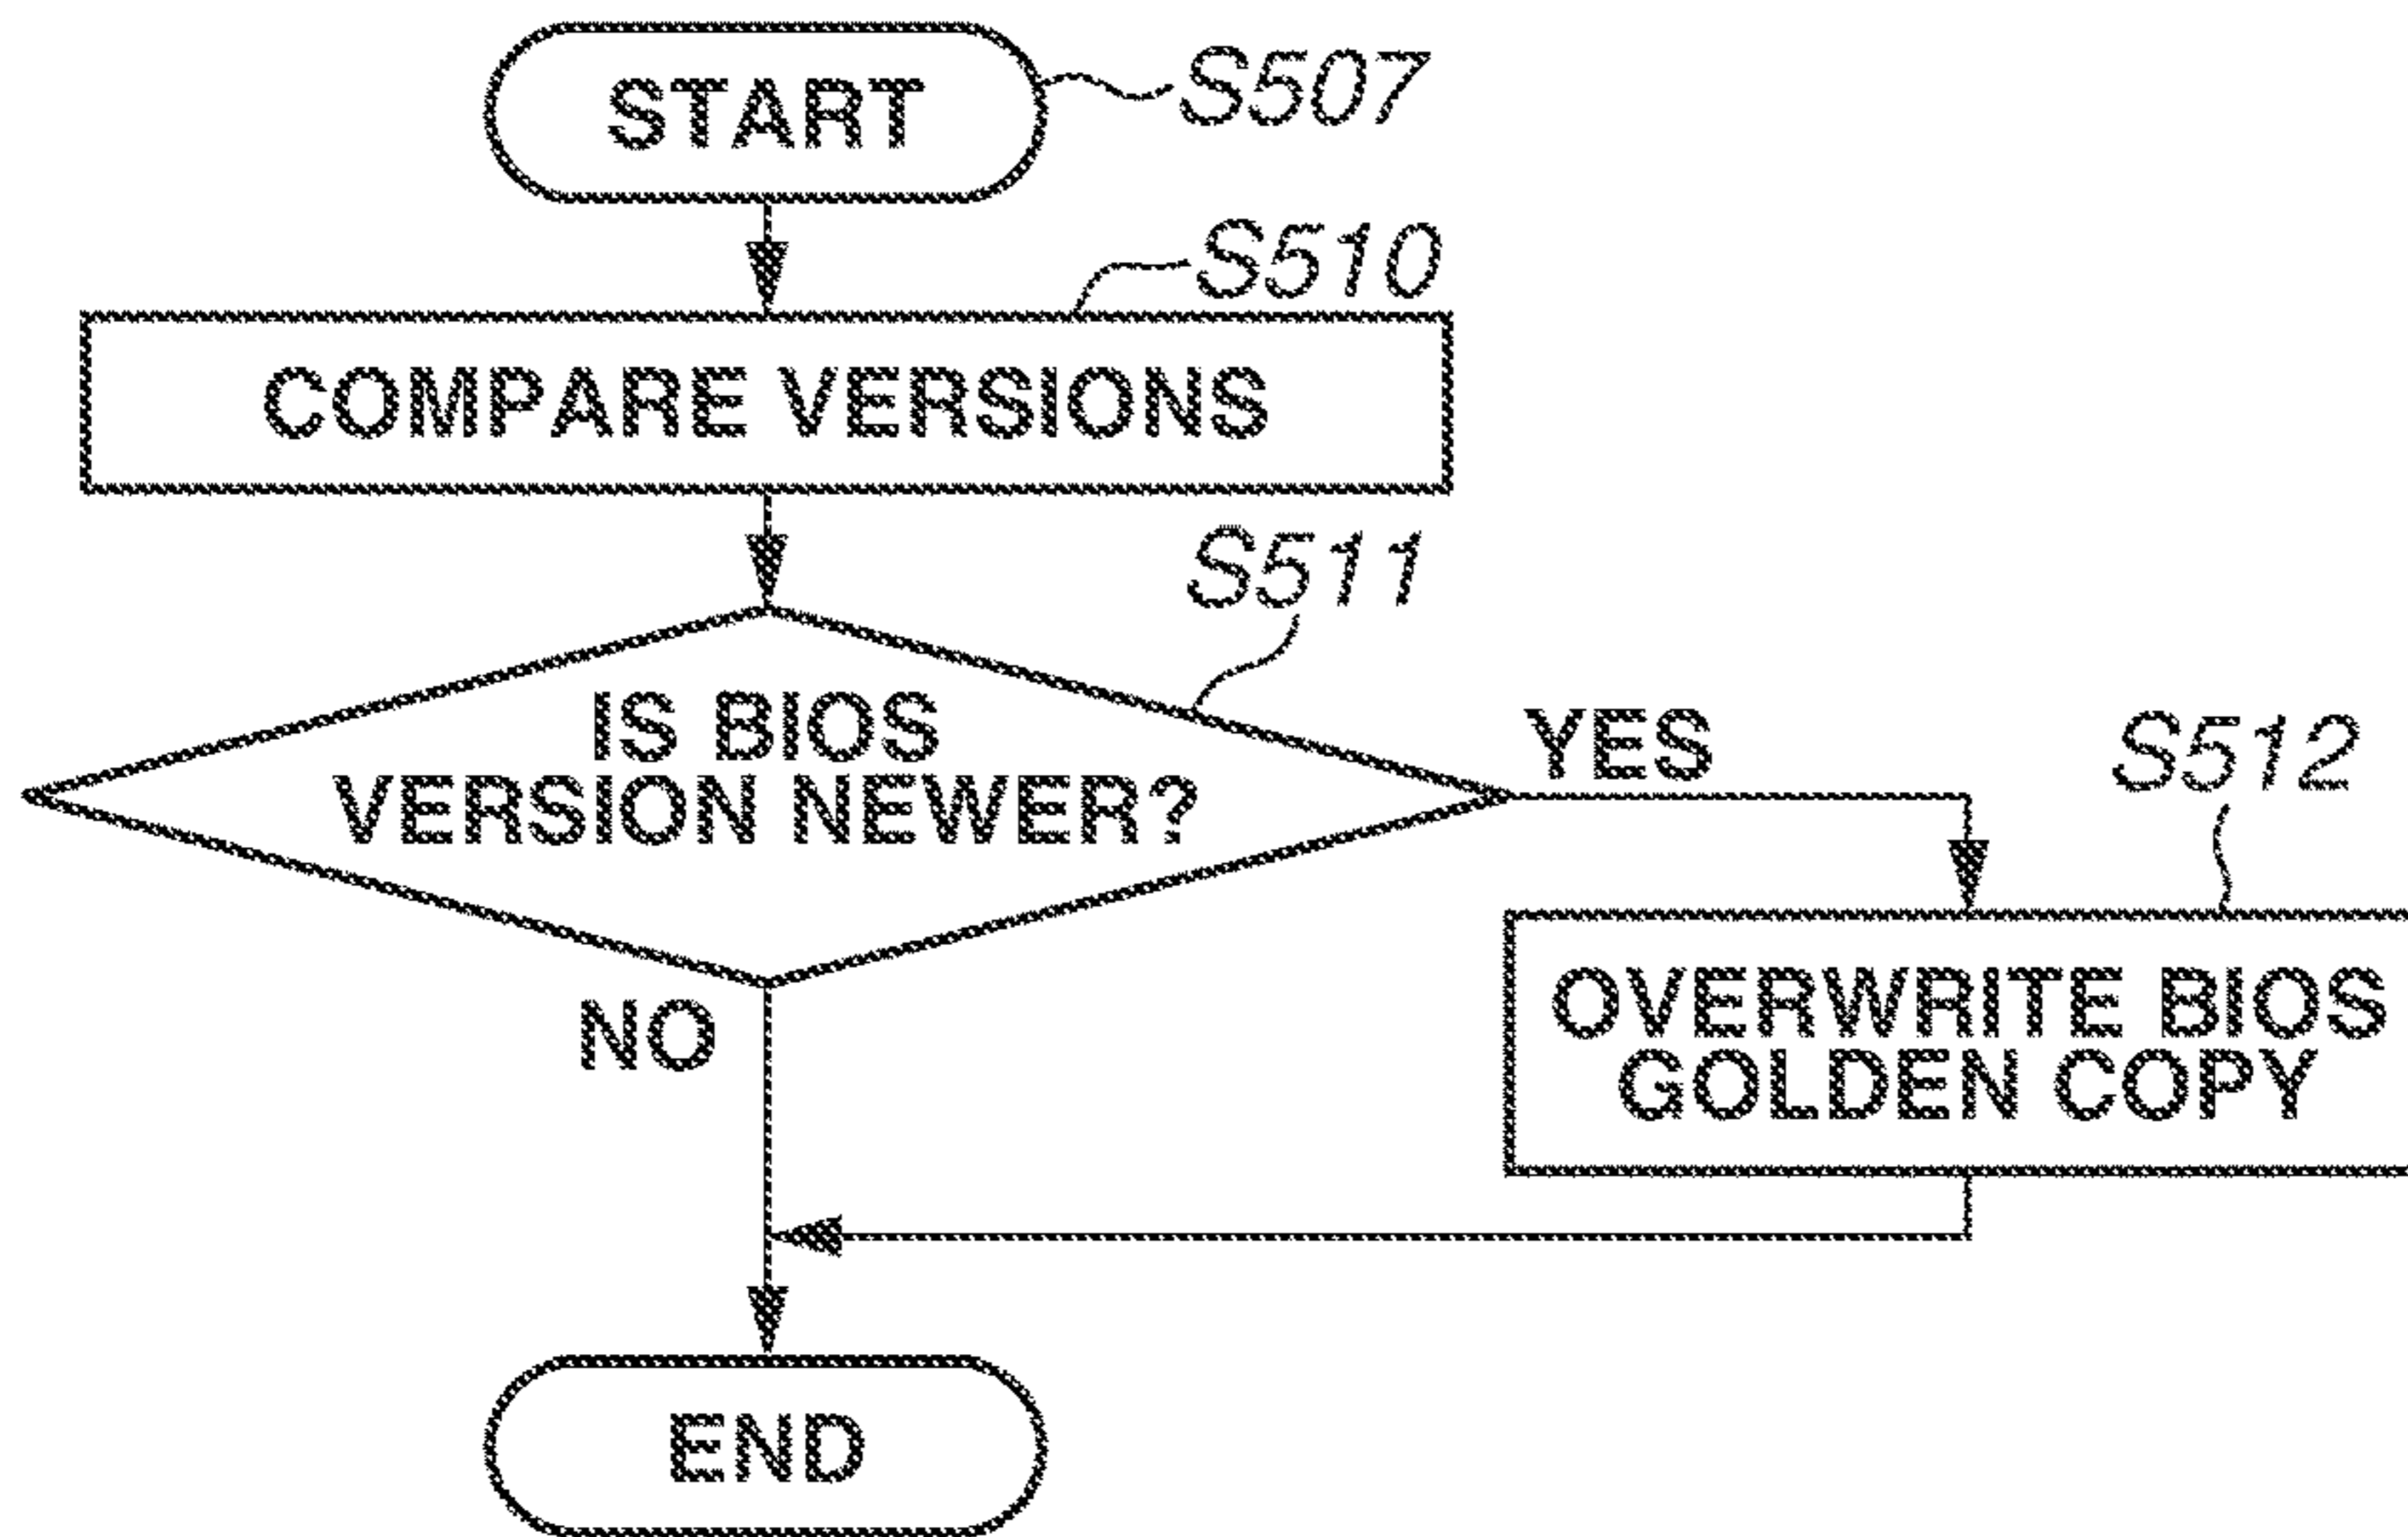 START
S507
S510
COMPARE VERSIONS
S511
IS BIOS
VERSION NEWER?
YES
S512
NO
OVERWRITE BIOS
GOLDEN COPY
END